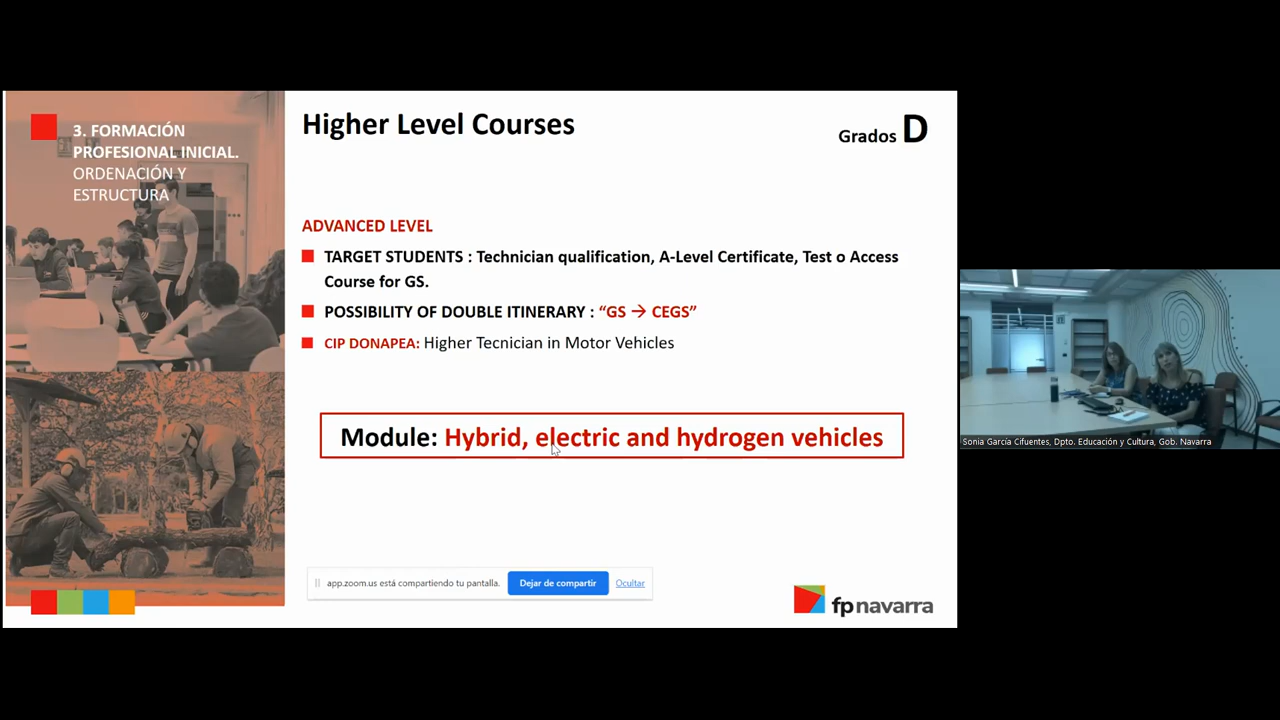 3. FORMACIÓN
PROFESIONAL INICIAL.
ORDENACIÓN Y
ESTRUCTURA
Higher Level Courses
Grados D
ADVANCED LEVEL
TARGET STUDENTS : Technician qualification, A-Level Certificate, Test o Access
Course for GS.
POSSIBILITY OF DOUBLE ITINERARY : “GS → CEGS”
CIP DONAPEA: Higher Tecnician in Motor Vehicles
Module: Hybrid, electric and hydrogen vehicles
app.zoom.us está compartiendo tu pantalla.
Dejar de compartir
Ocultar
fpnavarra
Sonia García Cifuentes, Dpto. Educación y Cultura, Gob. Navarra